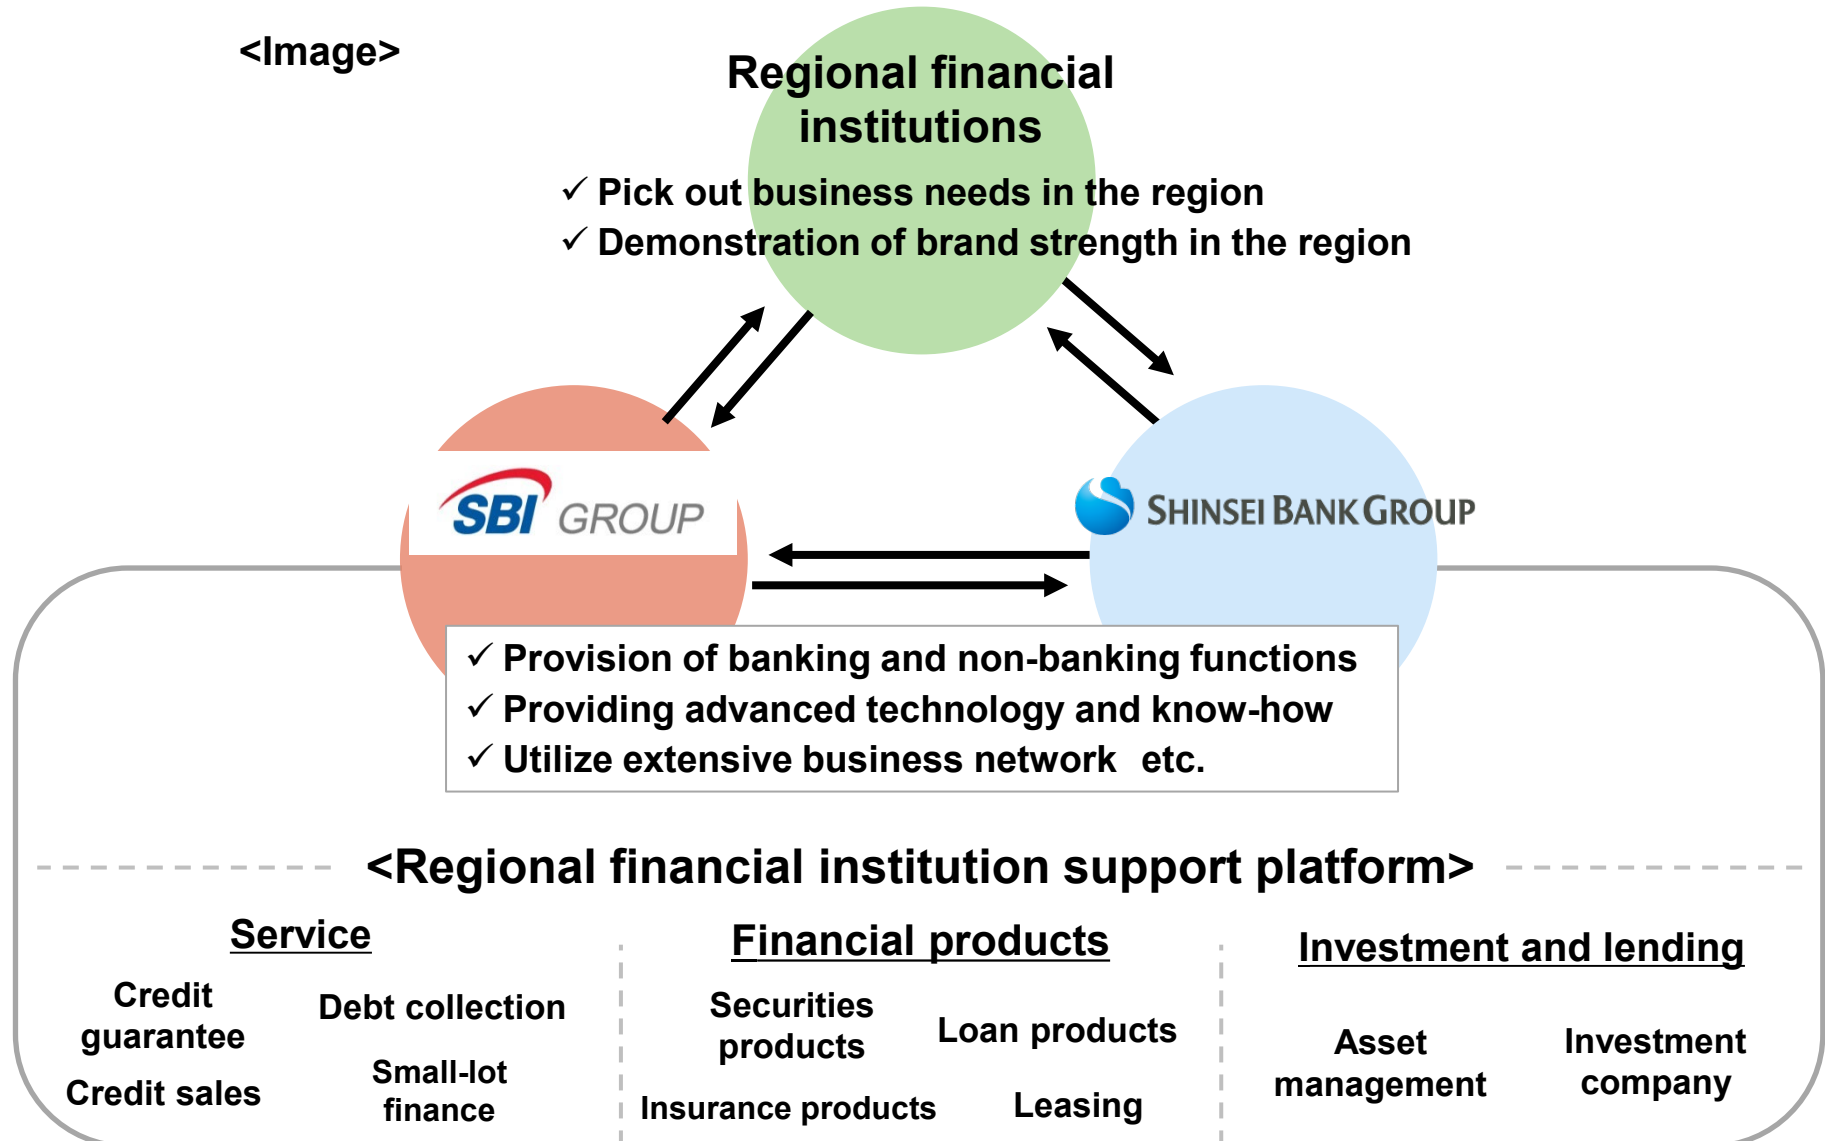 <Image>
Regional financial
institutions
✓ Pick out business needs in the region
✓ Demonstration of brand strength in the region
SBI GROUP
SHINSEI BANK GROUP
✓ Provision of banking and non-banking functions
✓ Providing advanced technology and know-how
✓ Utilize extensive business network etc.
<Regional financial institution support platform>
Service
Credit
guarantee
Debt collection
Credit sales
Small-lot
finance
Financial products
Securities
products
Loan products
Insurance products
Leasing
Investment and lending
Asset
management
Investment
company